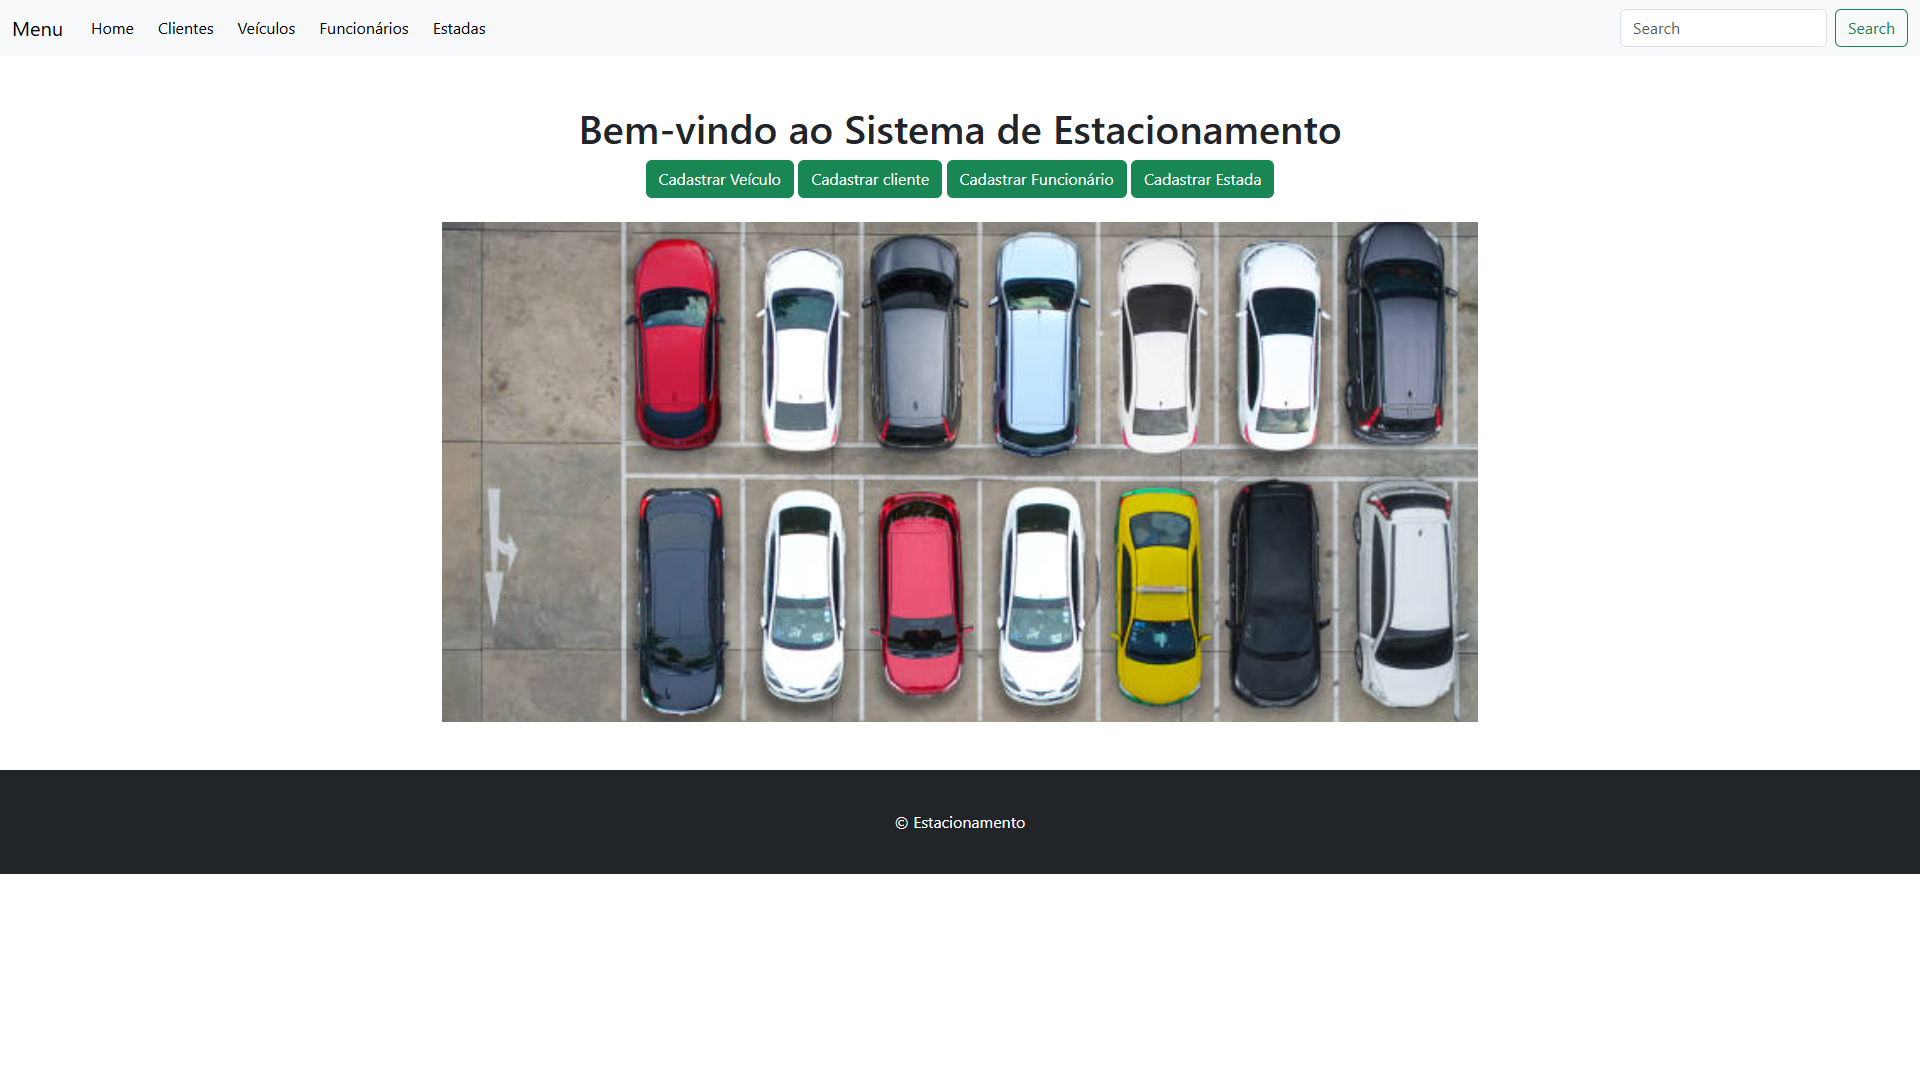 Menu Home Clientes Veículos Funcionários Estadas Search Search
Bem-vindo ao Sistema de Estacionamento
Cadastrar Veículo Cadastrar cliente Cadastrar Funcionário Cadastrar Estada
© Estacionamento